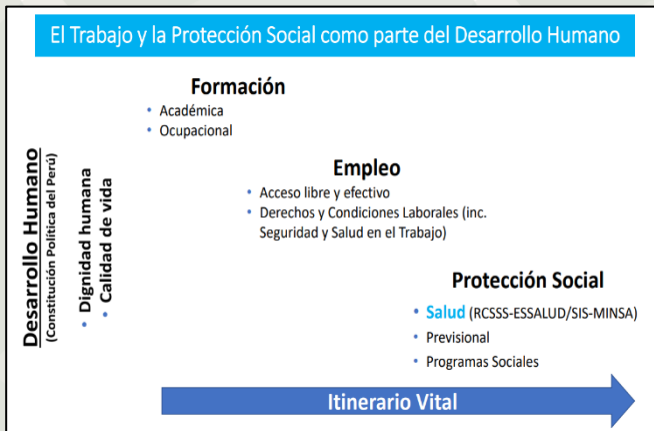 El Trabajo y la Protección Social como parte del Desarrollo Humano
Desarrollo Humano
(Constitución Política del Perú)
• Dignidad humana
• Calidad de vida
Formación
• Académica
• Ocupacional
Empleo
• Acceso libre y efectivo
• Derechos y Condiciones Laborales (inc.
Seguridad y Salud en el Trabajo)
Protección Social
• Salud (RCSSS-ESSALUD/SIS-MINSA)
• Previsional
• Programas Sociales
Itinerario Vital